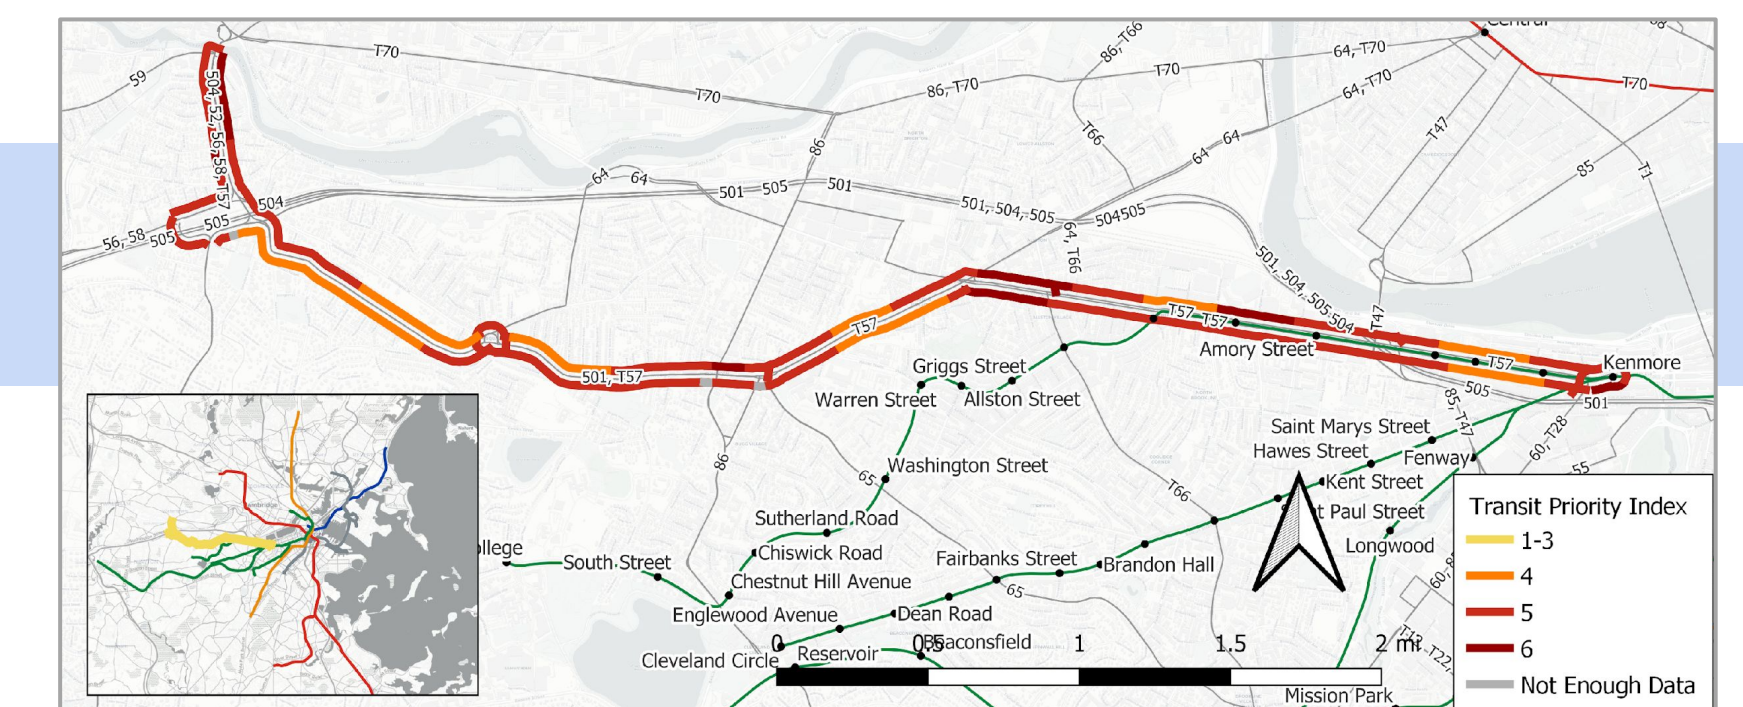 Central
64, T70
86, T66
T70
59
T70
T70
86, T70
64, T70
T70
T47
T66
64
64
86
85
T1
504, 52, 56, 58, T57
64
64
501
505
501
501, 504, 505
504505
504
505
56, 58
505
64, T66
501, 504, 505
504
T47
T57
T57
T57
Amory Street
T57
Kenmore
501, T57
Griggs Street
Warren Street
Allston Street
505
501
85, T47
60, T28
Saint Marys Street
Hawes Street
Fenway
55
86
65
Washington Street
T66
Kent Street
Paul Street
Sutherland Road
Longwood
Chiswick Road
South Street
Fairbanks Street
Brandon Hall
Chestnut Hill Avenue
65
Englewood Avenue
Dean Road
Beaconsfield
Cleveland Circle
Reservoir
0
0.5
1
1.5
2 mi
Mission Park
Transit Priority Index
1-3
4
5
6
Not Enough Data